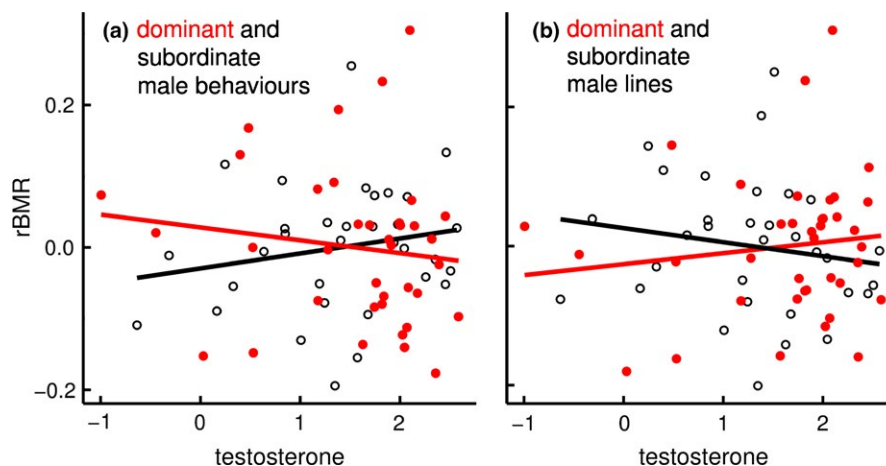 (a) dominant and
subordinate
male behaviours
(b) dominant and
subordinate
male lines
rBMR
0.2
0.0
−0.2
−1 0 1 2
−1 0 1 2
testosterone
testosterone